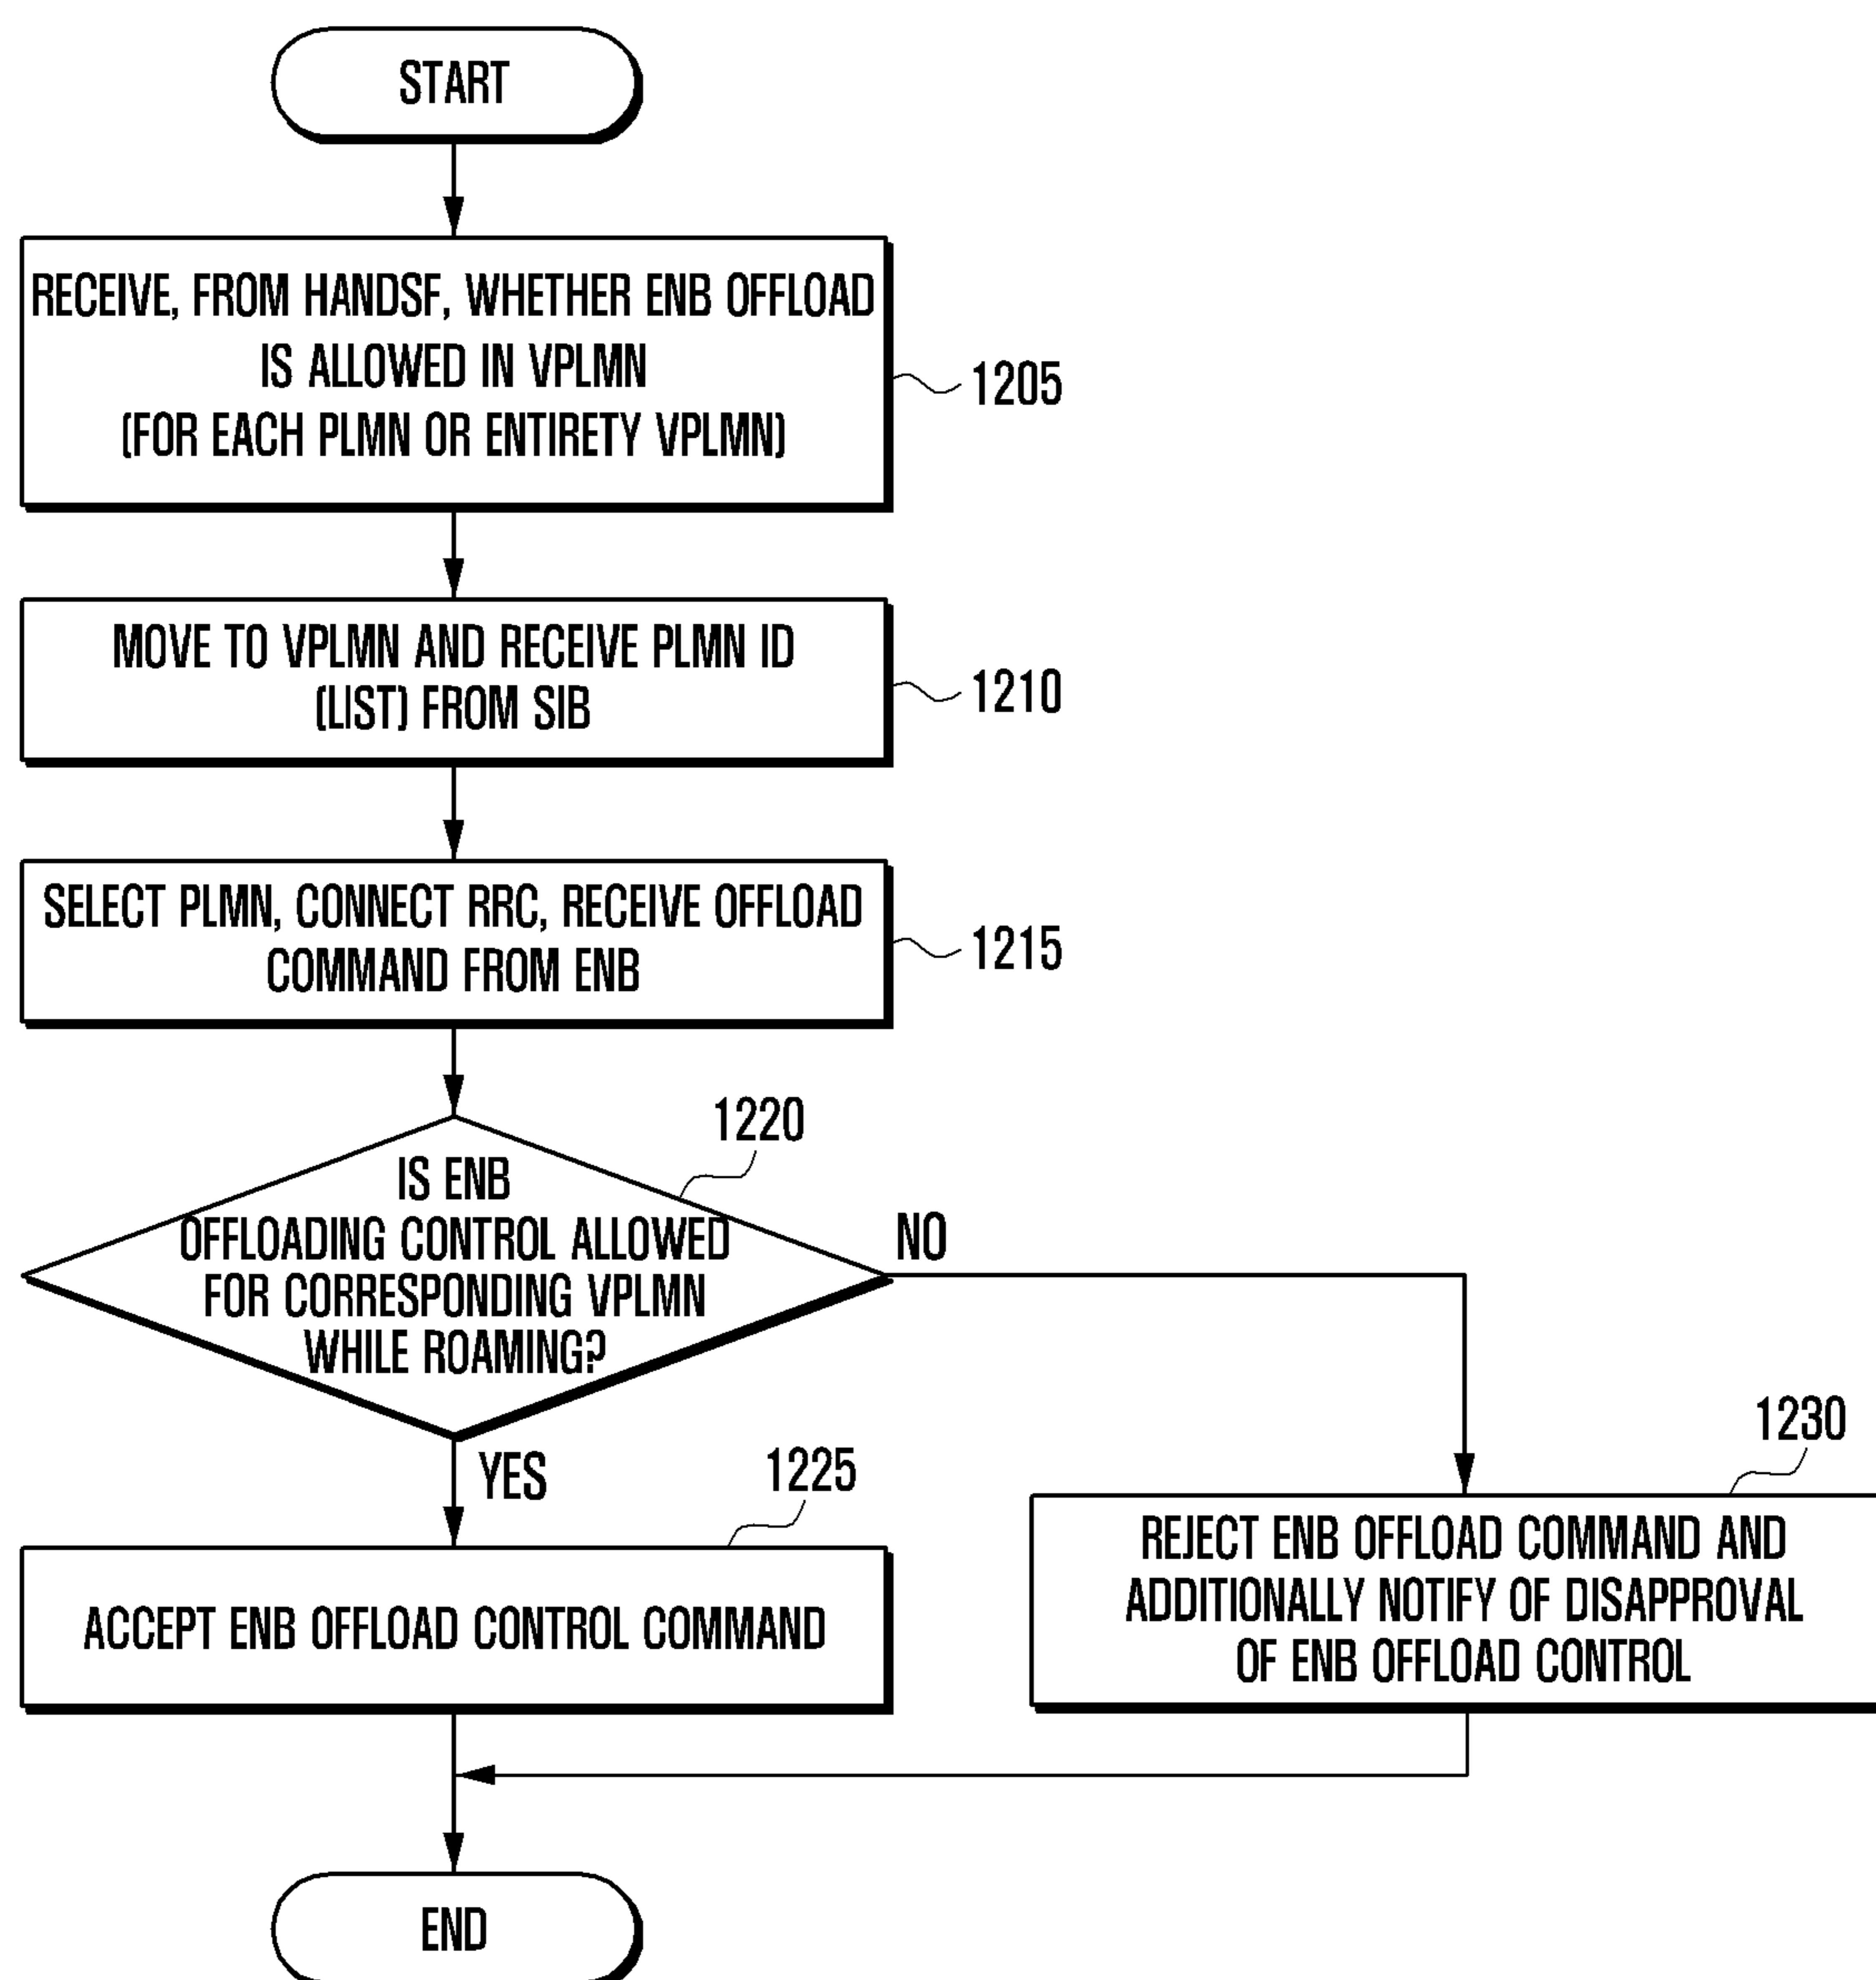 START
RECEIVE, FROM HANDSF, WHETHER ENB OFFLOAD
IS ALLOWED IN VPLMN
(FOR EACH PLMN OR ENTIRETY VPLMN)
1205
MOVE TO VPLMN AND RECEIVE PLMN ID
(LIST) FROM SIB
1210
SELECT PLMN, CONNECT RRC, RECEIVE OFFLOAD
COMMAND FROM ENB
1215
1220
IS ENB
OFFLOADING CONTROL ALLOWED
FOR CORRESPONDING VPLMN
WHILE ROAMING?
NO
YES
1225
ACCEPT ENB OFFLOAD CONTROL COMMAND
1230
REJECT ENB OFFLOAD COMMAND AND
ADDITIONALLY NOTIFY OF DISAPPROVAL
OF ENB OFFLOAD CONTROL
END